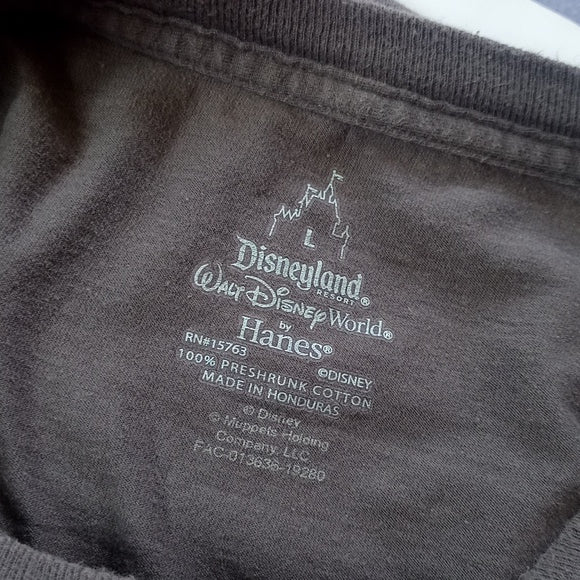 L
Disneyland
RESORT®
WALT DISNEY World®
by
Hanes®
RN#15763 ©DISNEY
100% PRESHRUNK COTTON
MADE IN HONDURAS
© Disney
© Muppets Holding
Company, LLC
FAC-013636-19280